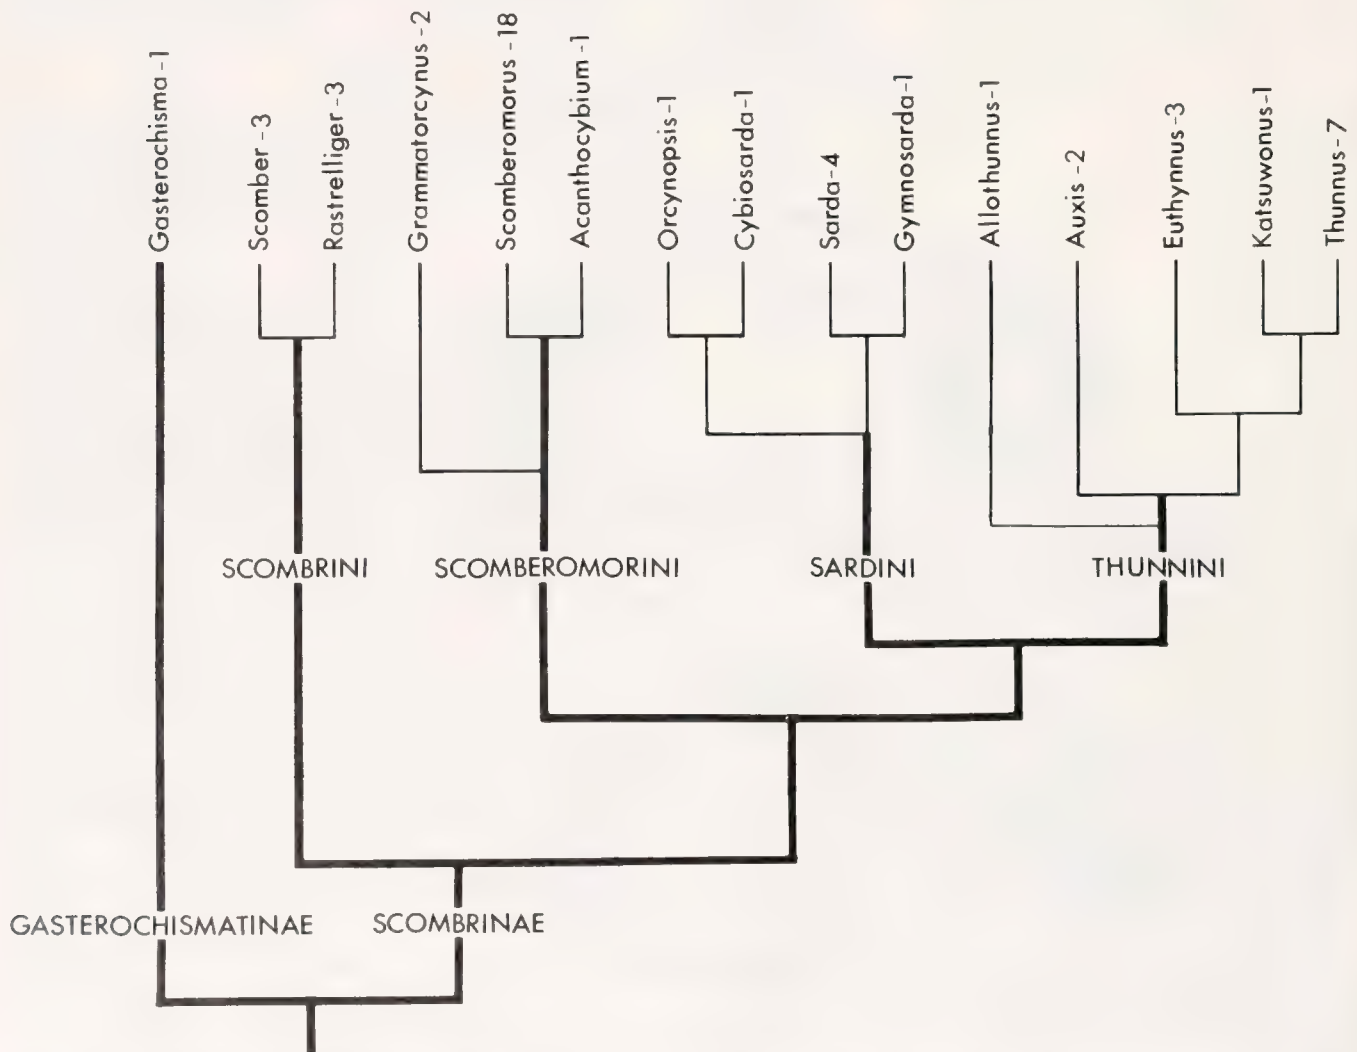 Gasterochisma -1
Scomber -3
Rastrelliger -3
Grammatorcynus -2
Scomberomorus -18
Acanthocybium -1
Orcynopsis -1
Cybiosarda-1
Sarda-4
Gymnosarda-1
Allothunnus-1
Auxis -2
Euthynnus-3
Katsuwonus-1
Thunnus-7
SCOMBRINI
SCOMBEROMORINI
SARDINI
THUNNINI
GASTEROCHISMATINAE
SCOMBRINAE